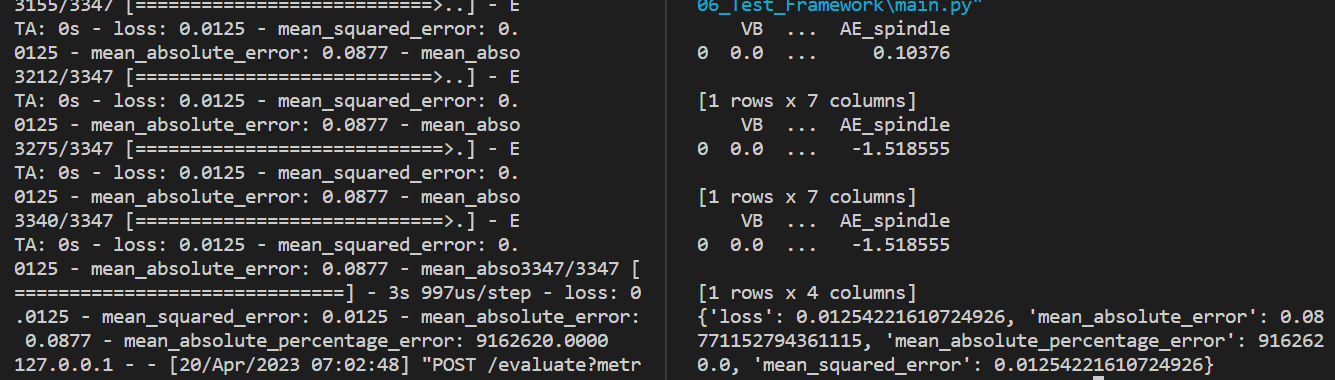 3155/3347 [===========================>..] - E
TA: 0s - loss: 0.0125 - mean_squared_error: 0.
0125 - mean_absolute_error: 0.0877 - mean_abso
3212/3347 [===========================>..] - E
TA: 0s - loss: 0.0125 - mean_squared_error: 0.
0125 - mean_absolute_error: 0.0877 - mean_abso
3275/3347 [============================>.] - E
TA: 0s - loss: 0.0125 - mean_squared_error: 0.
0125 - mean_absolute_error: 0.0877 - mean_abso
3340/3347 [============================>.] - E
TA: 0s - loss: 0.0125 - mean_squared_error: 0.
0125 - mean_absolute_error: 0.0877 - mean_abso3347/3347 [
==============================] - 3s 997us/step - loss: 0
.0125 - mean_squared_error: 0.0125 - mean_absolute_error:
0.0877 - mean_absolute_percentage_error: 9162620.0000
127.0.0.1 - - [20/Apr/2023 07:02:48] "POST /evaluate?metr
06_Test_Framework\main.py"
VB ... AE_spindle
0 0.0 ... 0.10376
[1 rows x 7 columns]
VB ... AE_spindle
0 0.0 ... -1.518555
[1 rows x 7 columns]
VB ... AE_spindle
0 0.0 ... -1.518555
[1 rows x 4 columns]
{'loss': 0.01254221610724926, 'mean_absolute_error': 0.08
771152794361115, 'mean_absolute_percentage_error': 916262
0.0, 'mean_squared_error': 0.01254221610724926}